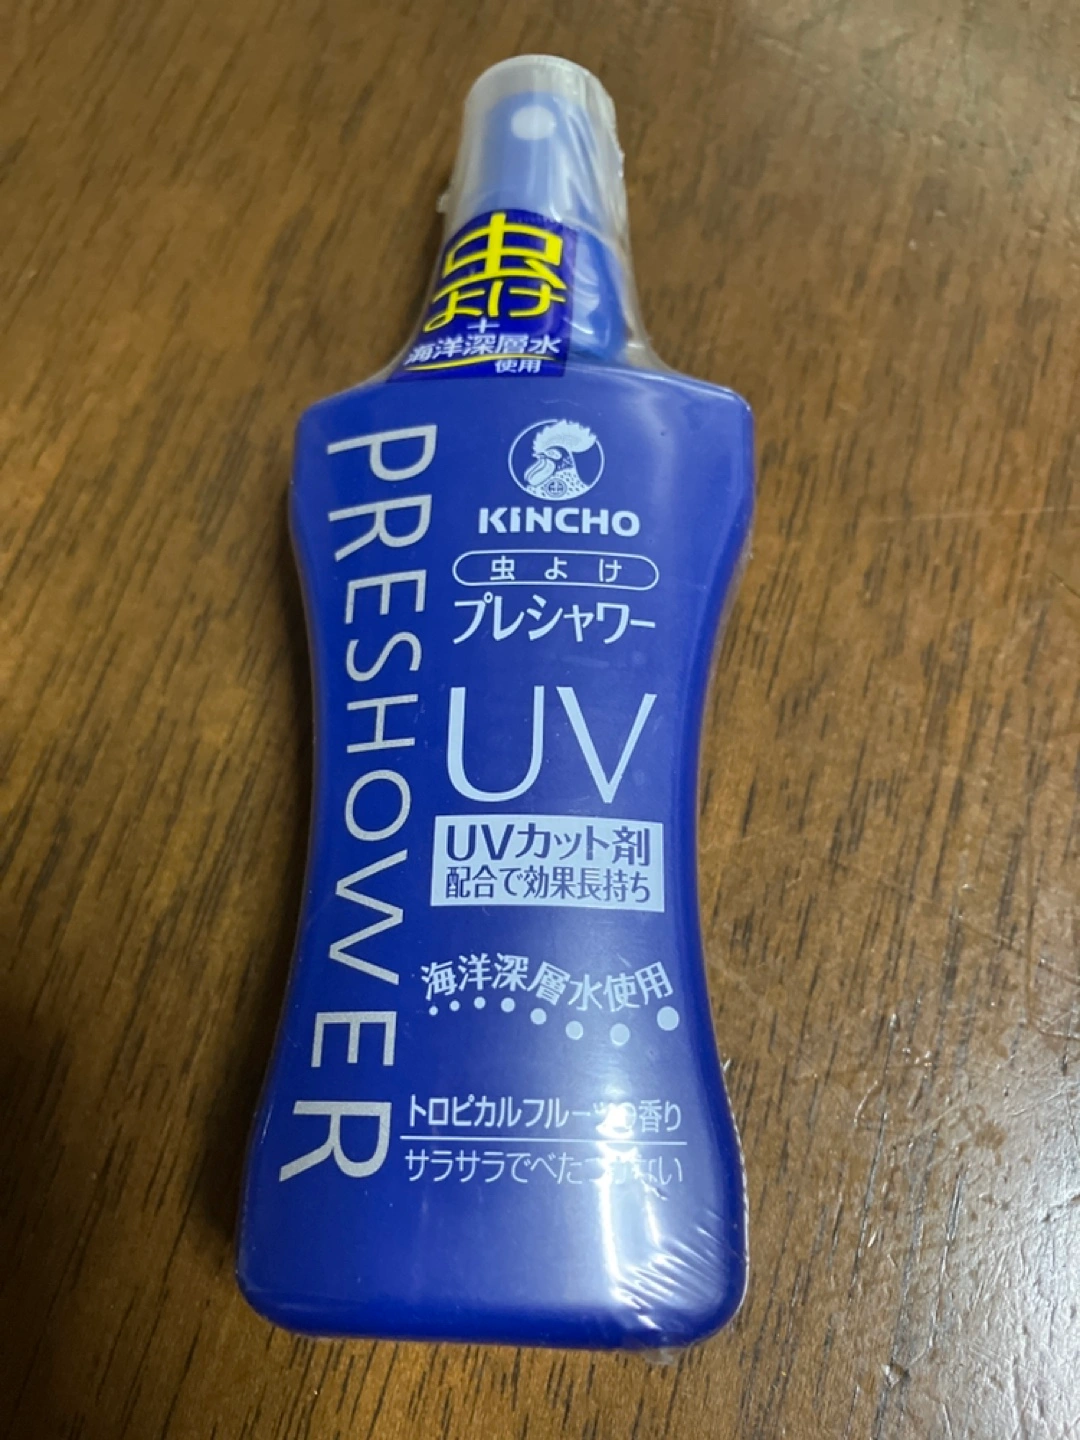 虫
よけ
+
海洋深層水
使用
PRESHOWER
KINCHO
虫よけ
プレシャワー
UV
UVカット剤
配合で効果長持ち
海洋深層水使用
トロピカルフルーツの香り
サラサラでべたつかない